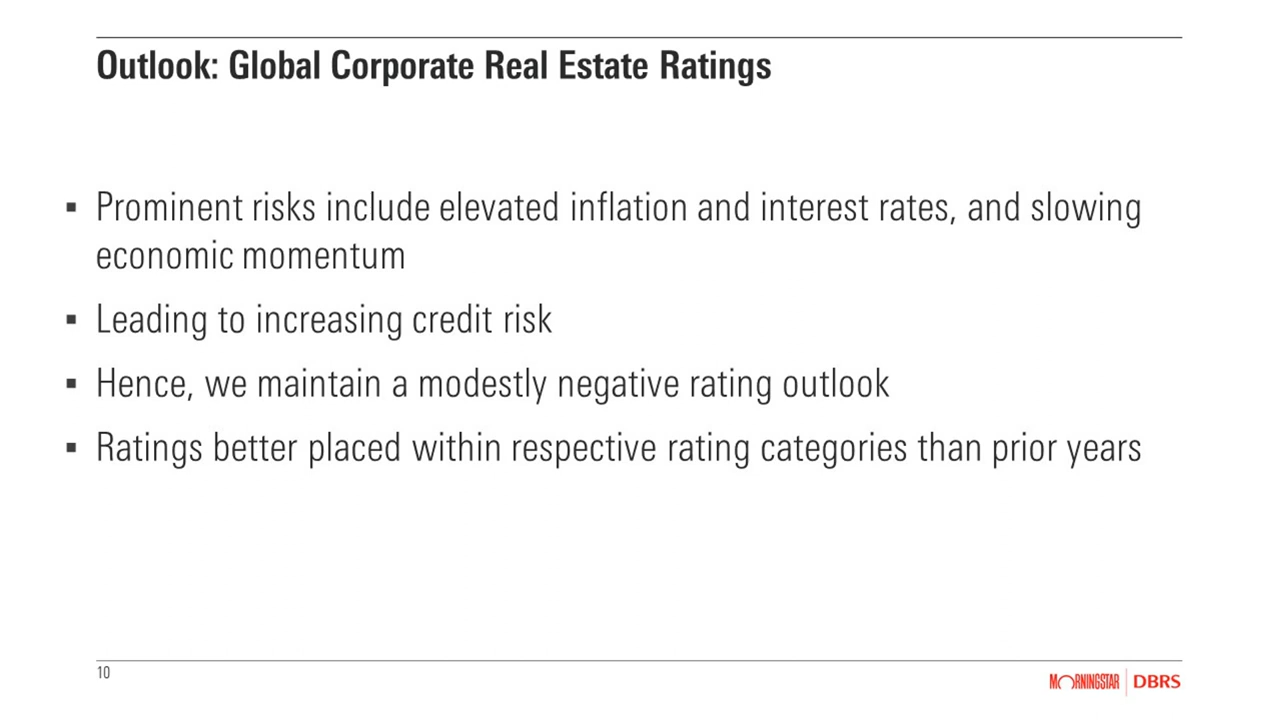 Outlook: Global Corporate Real Estate Ratings
▪ Prominent risks include elevated inflation and interest rates, and slowing
economic momentum
▪ Leading to increasing credit risk
▪ Hence, we maintain a modestly negative rating outlook
▪ Ratings better placed within respective rating categories than prior years
10
MORNINGSTAR | DBRS